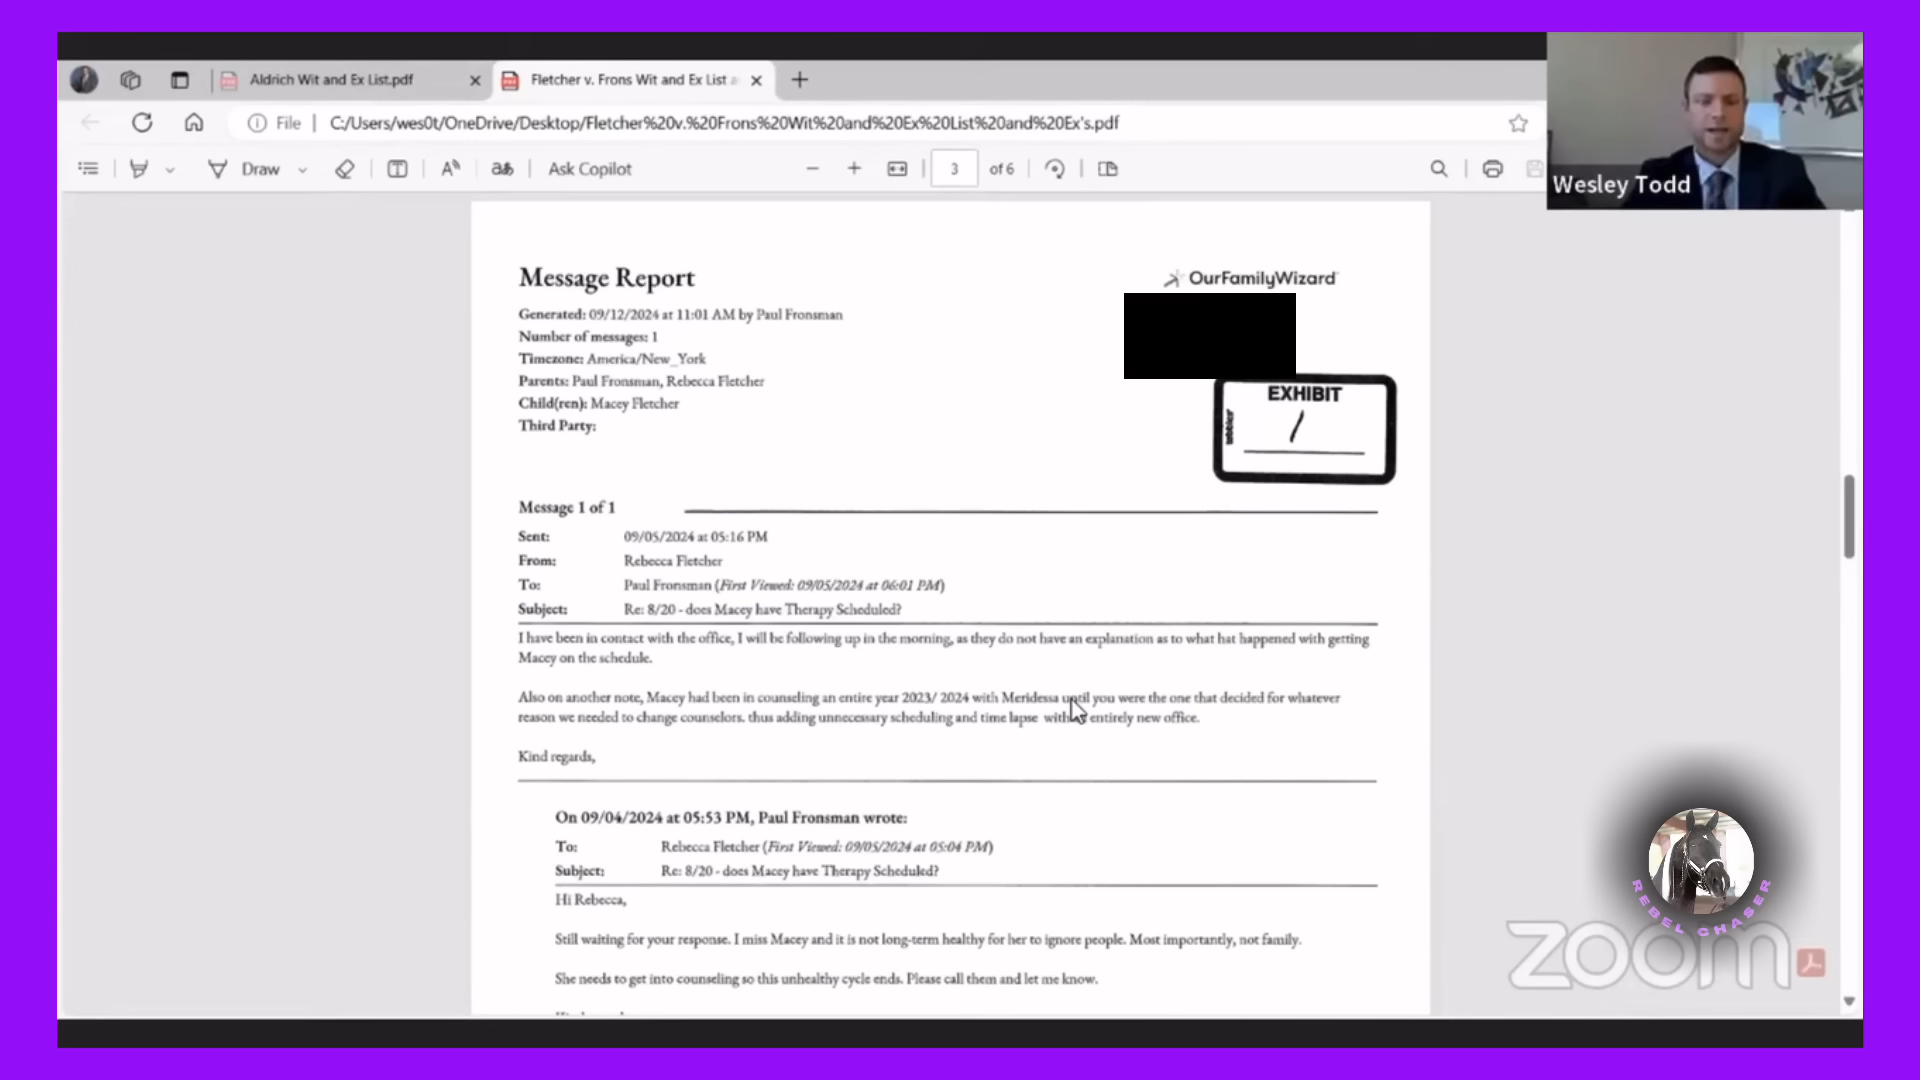 Aldrich Wit and Ex List.pdf
Fletcher v. Frons Wit and Ex List a
File
C:/Users/wes0t/OneDrive/Desktop/Fletcher%20v.%20Frons%20Wit%20and%20Ex%20List%20and%20Ex's.pdf
Draw
Ask Copilot
3 of 6
Wesley Todd
Message Report
OurFamilyWizard
Generated: 09/12/2024 at 11:01 AM by Paul Fronsman
Number of messages: 1
Timezone: America/New_York
Parents: Paul Fronsman, Rebecca Fletcher
Child(ren): Macey Fletcher
Third Party:
EXHIBIT
1
Message 1 of 1
Sent: 09/05/2024 at 05:16 PM
From: Rebecca Fletcher
To: Paul Fronsman (First Viewed: 09/05/2024 at 06:01 PM)
Subject: Re: 8/20 - does Macey have Therapy Scheduled?
I have been in contact with the office, I will be following up in the morning, as they do not have an explanation as to what hat happened with getting
Macey on the schedule.
Also on another note, Macey had been in counseling an entire year 2023/ 2024 with Meridessa until you were the one that decided for whatever
reason we needed to change counselors. thus adding unnecessary scheduling and time lapse with entirely new office.
Kind regards,
On 09/04/2024 at 05:53 PM, Paul Fronsman wrote:
To: Rebecca Fletcher (First Viewed: 09/05/2024 at 05:04 PM)
Subject: Re: 8/20 - does Macey have Therapy Scheduled?
Hi Rebecca,
Still waiting for your response. I miss Macey and it is not long-term healthy for her to ignore people. Most importantly, not family.
She needs to get into counseling so this unhealthy cycle ends. Please call them and let me know.
REBEL CHASER
zoom